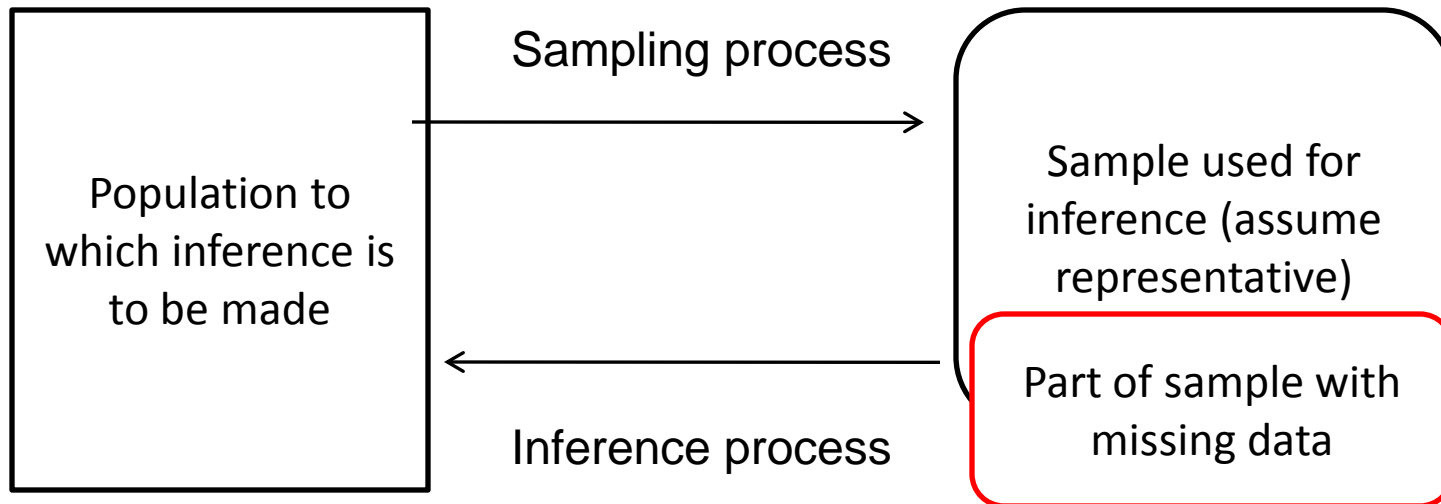 Sampling process
Population to
which inference is
to be made
Sample used for
inference (assume
representative)
Part of sample with
missing data
Inference process